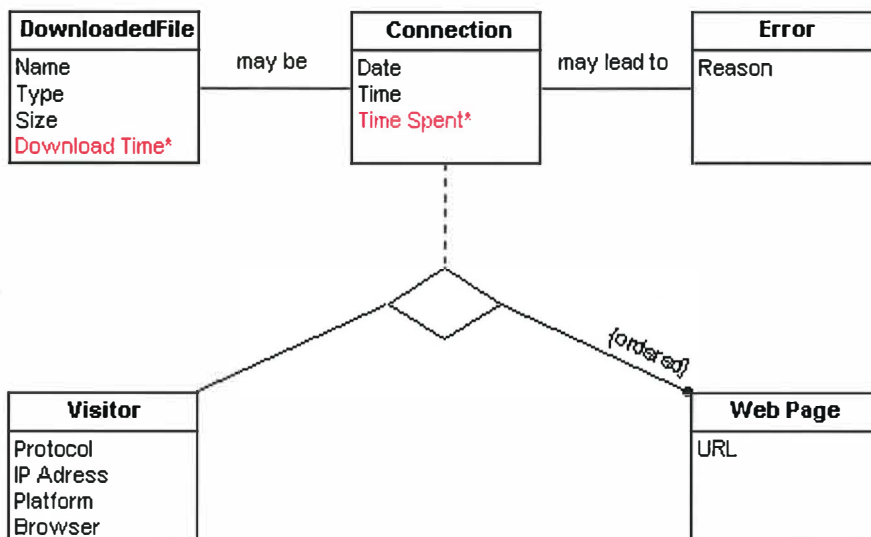 DownloadedFile
Name
Type
Size
Download Time*
may be
Connection
Date
Time
Time Spent*
may lead to
Error
Reason
{ordered}
Visitor
Protocol
IP Adress
Platform
Browser
Web Page
URL